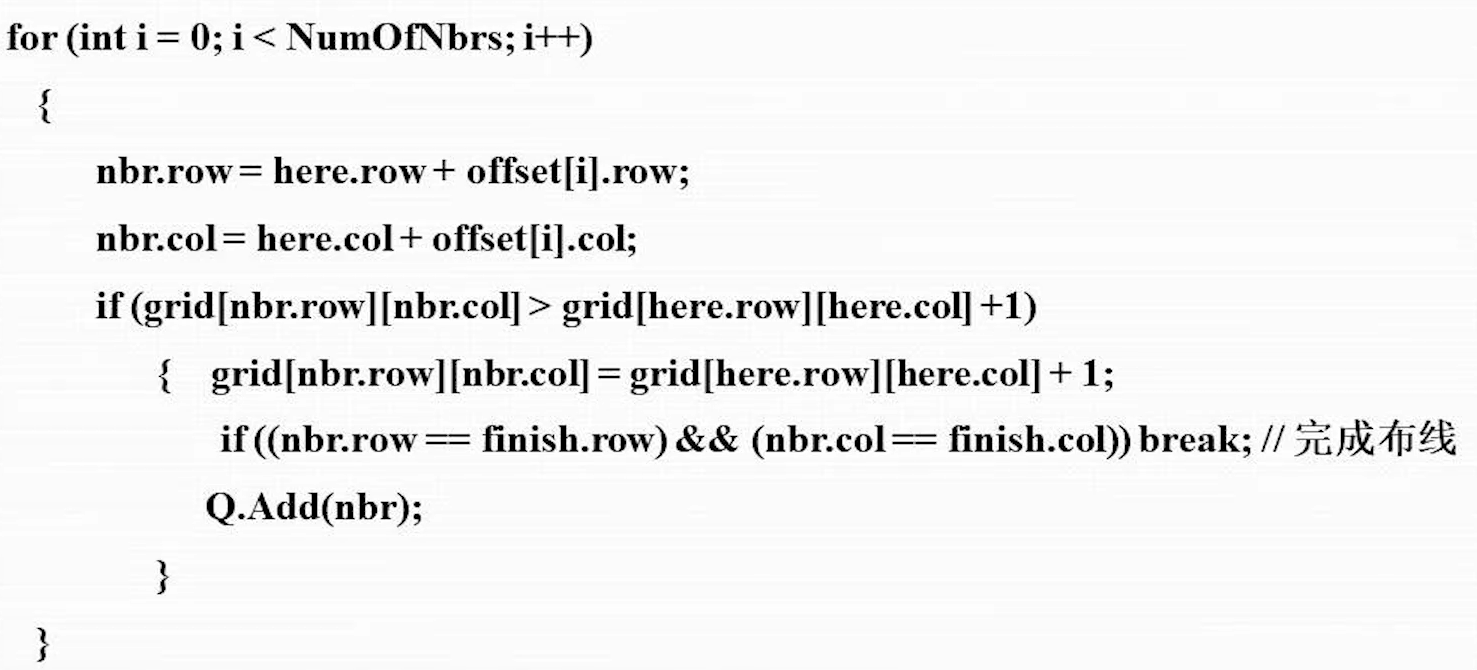 for (int i = 0; i < NumOfNbrs; i++)
{
nbr.row = here.row + offset[i].row;
nbr.col = here.col + offset[i].col;
if (grid[nbr.row][nbr.col] > grid[here.row][here.col] +1)
{ grid[nbr.row][nbr.col] = grid[here.row][here.col] + 1;
if ((nbr.row == finish.row) && (nbr.col == finish.col)) break; // 完成布线
Q.Add(nbr);
}
}